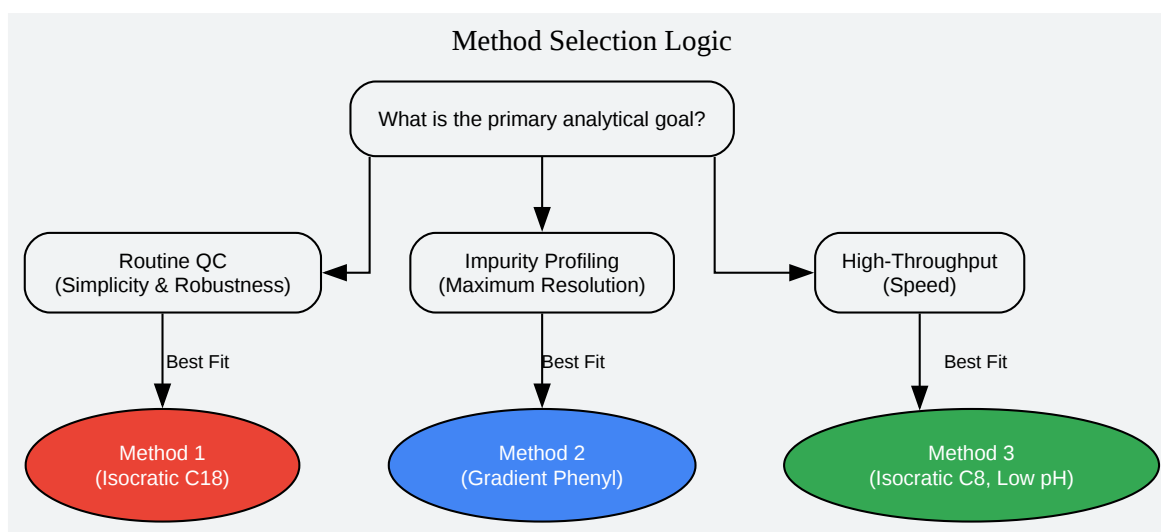 Method Selection Logic
What is the primary analytical goal?
Routine QC
(Simplicity & Robustness)
Impurity Profiling
(Maximum Resolution)
High-Throughput
(Speed)
Best Fit
Best Fit
Best Fit
Method 1
(Isocratic C18)
Method 2
(Gradient Phenyl)
Method 3
(Isocratic C8, Low pH)